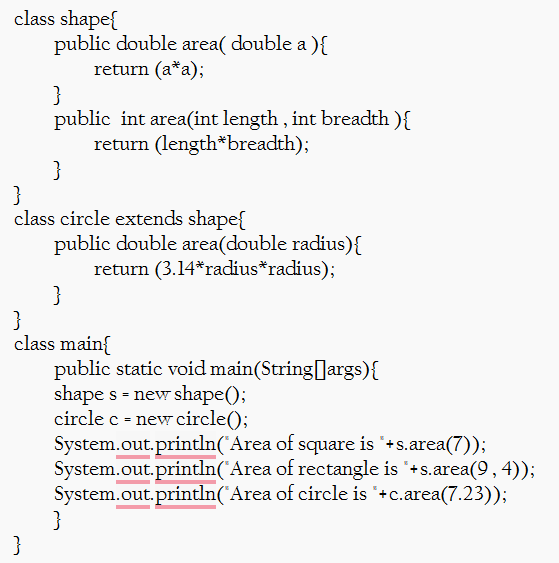 class shape{
public double area( double a ){
return (a*a);
}
public  int area(int length , int breadth ){
return (length*breadth);
}
}
class circle extends shape{
public double area(double radius){
return (3.14*radius*radius);
}
}
class main{
public static void main(String[]args){
shape s = new shape();
circle c = new circle();
System.out.println("Area of square is "+s.area(7));
System.out.println("Area of rectangle is "+s.area(9 , 4));
System.out.println("Area of circle is "+c.area(7.23));
}
}